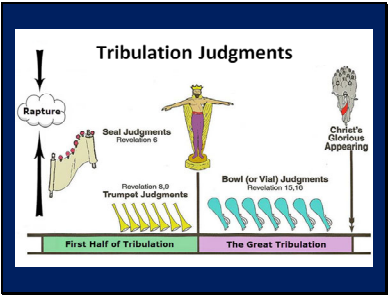 Tribulation Judgments
Rapture
Seal Judgments
Revelation 6
Christ's
Glorious
Appearing
Revelation 8,9
Trumpet Judgments
Bowl (or Vial) Judgments
Revelation 15,10
First Half of Tribulation
The Great Tribulation